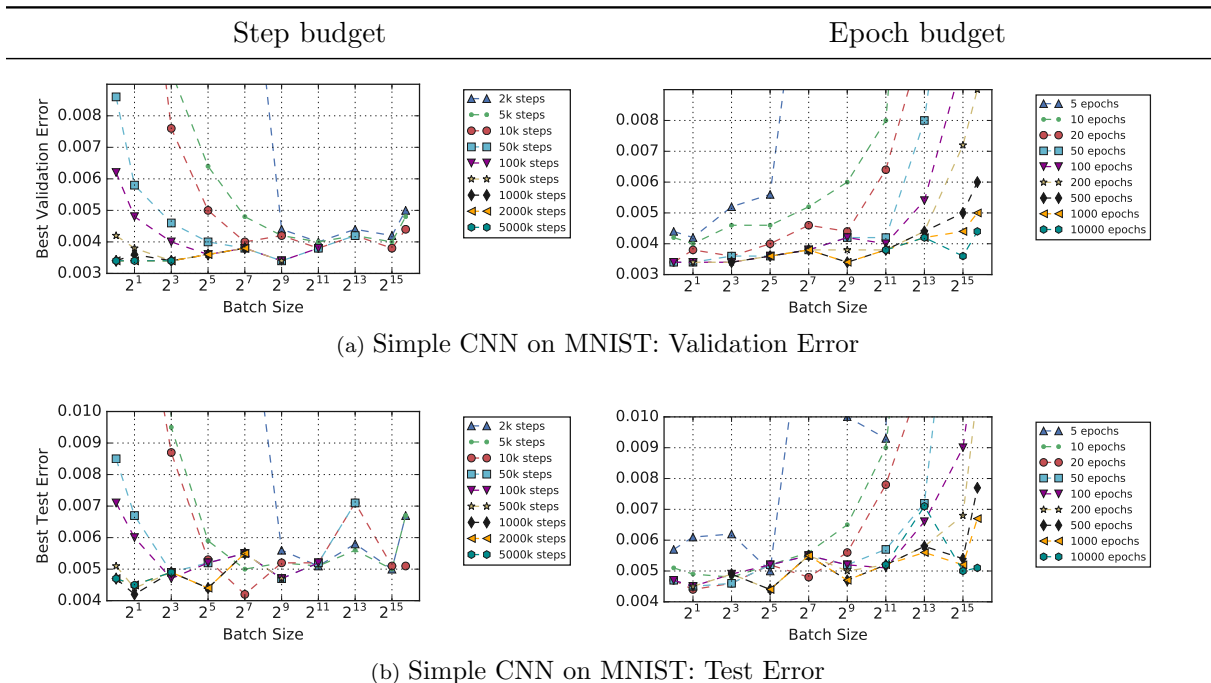 Step budget
Epoch budget
Best Validation Error
0.008
0.007
0.006
0.005
0.004
0.003
2^1 2^3 2^5 2^7 2^9 2^11 2^13 2^15
Batch Size
2k steps
5k steps
10k steps
50k steps
100k steps
500k steps
1000k steps
2000k steps
5000k steps
0.008
0.007
0.006
0.005
0.004
0.003
2^1 2^3 2^5 2^7 2^9 2^11 2^13 2^15
Batch Size
5 epochs
10 epochs
20 epochs
50 epochs
100 epochs
200 epochs
500 epochs
1000 epochs
10000 epochs
(a) Simple CNN on MNIST: Validation Error
Best Test Error
0.010
0.009
0.008
0.007
0.006
0.005
0.004
2^1 2^3 2^5 2^7 2^9 2^11 2^13 2^15
Batch Size
2k steps
5k steps
10k steps
50k steps
100k steps
500k steps
1000k steps
2000k steps
5000k steps
0.010
0.009
0.008
0.007
0.006
0.005
0.004
2^1 2^3 2^5 2^7 2^9 2^11 2^13 2^15
Batch Size
5 epochs
10 epochs
20 epochs
50 epochs
100 epochs
200 epochs
500 epochs
1000 epochs
10000 epochs
(b) Simple CNN on MNIST: Test Error